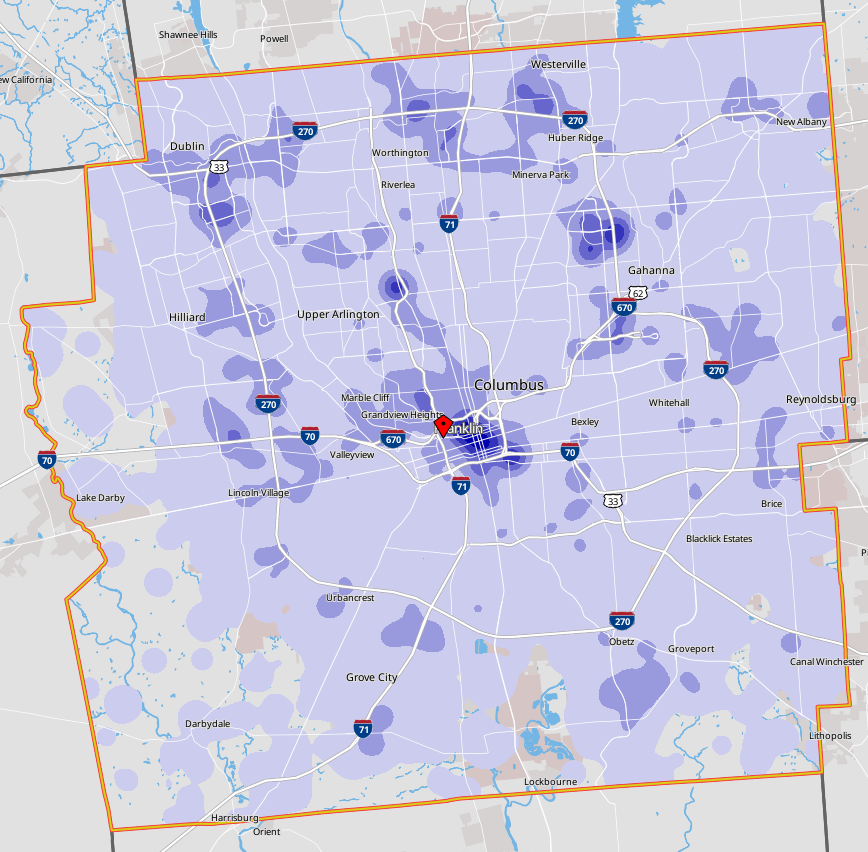 Shawnee Hills
Powell
Westerville
New Albany
270
270
Huber Ridge
Dublin
33
Worthington
Minerva Park
Riverlea
71
Gahanna
62
670
Hilliard
Upper Arlington
270
Columbus
Marble Cliff
Grandview Heights
270
Whitehall
Reynoldsburg
Bexley
70
670
70
70
Valleyview
71
33
Lincoln Village
Lake Darby
Brice
Blacklick Estates
Urbancrest
270
Obetz
Groveport
Canal Winchester
Grove City
Darbydale
71
Lithopolis
Lockbourne
Harrisburg
Orient